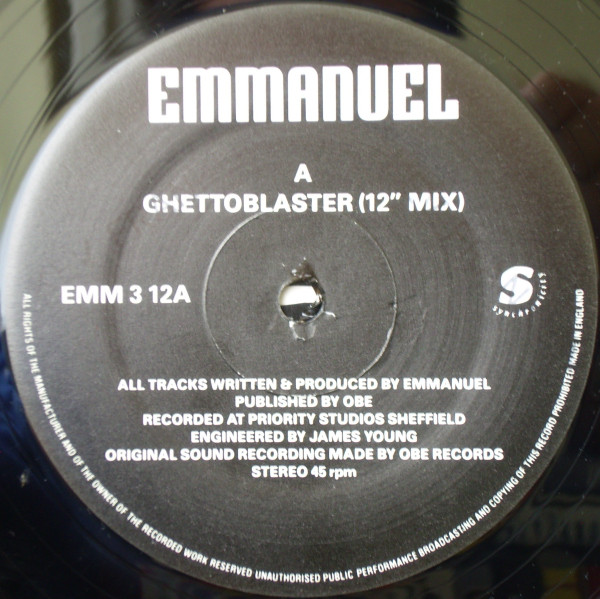 EMMANUEL
A
GHETTOBLASTER (12" MIX)
EMM 3 12A
S
SYNCHRONICITY
ALL TRACKS WRITTEN & PRODUCED BY EMMANUEL
PUBLISHED BY OBE
RECORDED AT PRIORITY STUDIOS SHEFFIELD
ENGINEERED BY JAMES YOUNG
ORIGINAL SOUND RECORDING MADE BY OBE RECORDS
STEREO 45 rpm
ALL RIGHTS OF THE MANUFACTURER AND OF THE OWNER OF THE RECORDED WORK RESERVED UNAUTHORISED PUBLIC PERFORMANCE BROADCASTING AND COPYING OF THIS RECORD PROHIBITED MADE IN ENGLAND